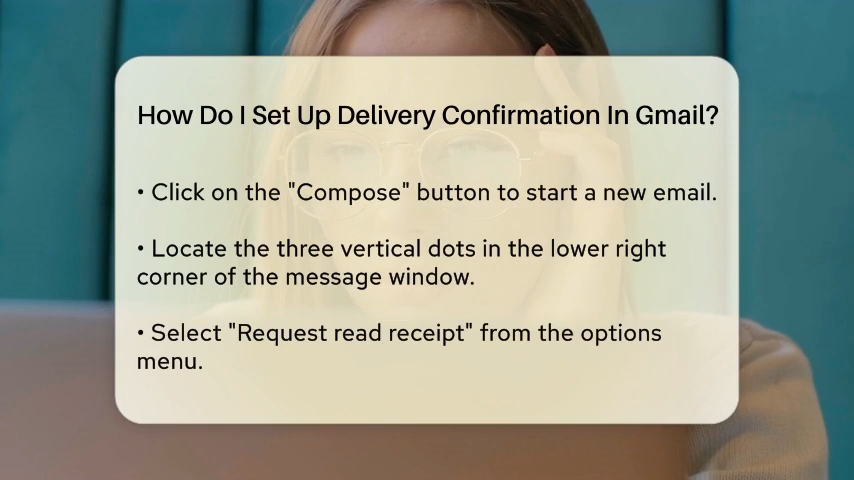 How Do I Set Up Delivery Confirmation In Gmail?
• Click on the "Compose" button to start a new email.
• Locate the three vertical dots in the lower right
corner of the message window.
• Select "Request read receipt" from the options
menu.